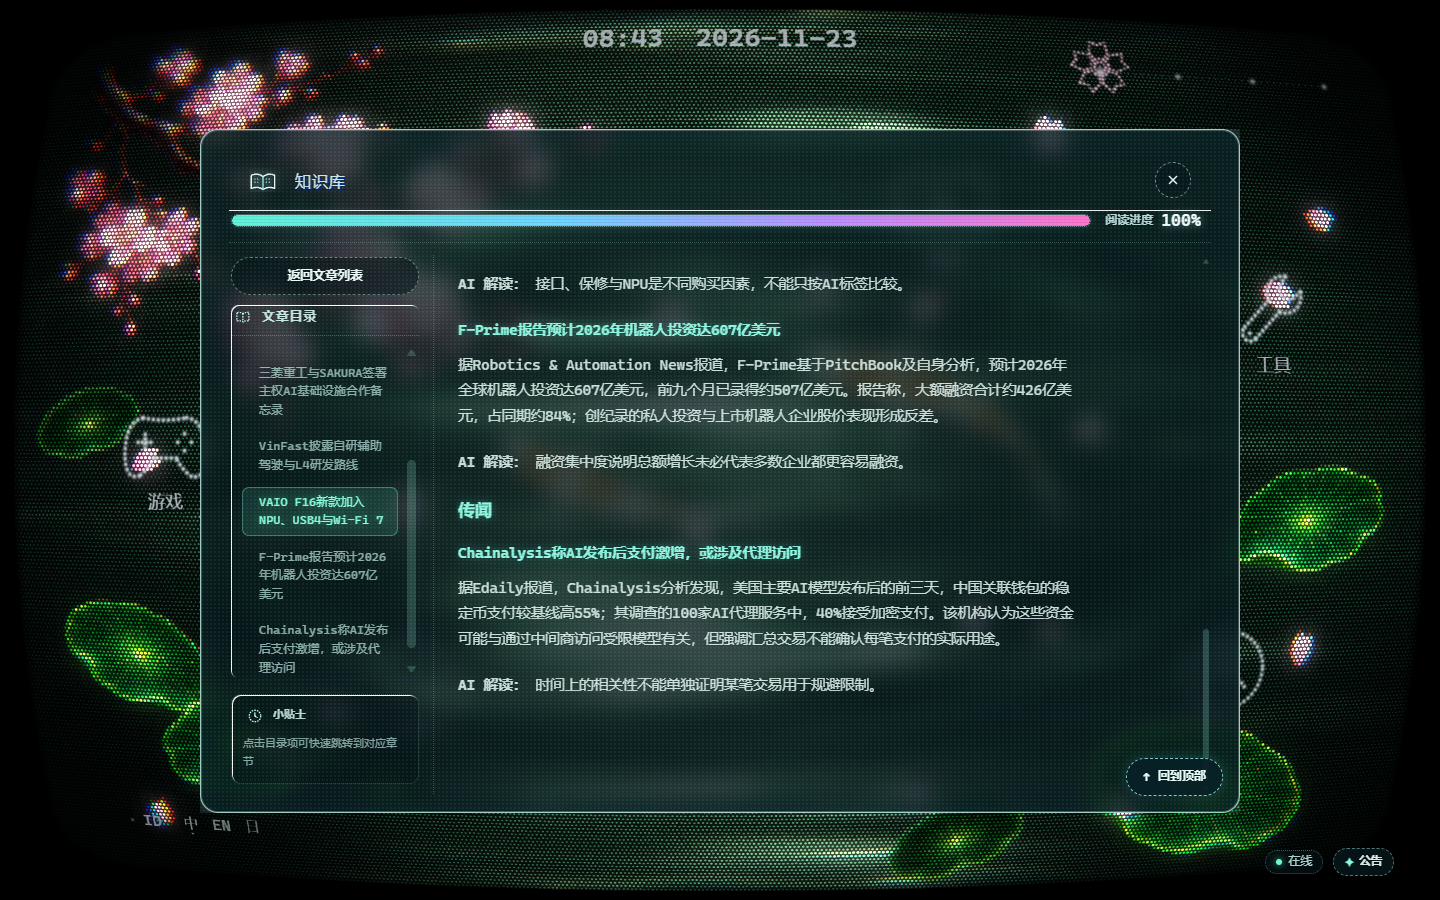 08:43 2026-11-23
知识库
×
阅读进度 100%
返回文章列表
文章目录
三菱重工与SAKURA签署
主权AI基础设施合作备
忘录
VinFast披露自研辅助
驾驶与L4研发路线
VAIO F16新款加入
NPU、USB4与Wi-Fi 7
F-Prime报告预计2026
年机器人投资达607亿
美元
Chainalysis称AI发布
后支付激增，或涉及代
理访问
小贴士
点击目录项可快速跳转到对应章
节
AI 解读： 接口、保修与NPU是不同购买因素，不能只按AI标签比较。
F-Prime报告预计2026年机器人投资达607亿美元
据Robotics & Automation News报道，F-Prime基于PitchBook及自身分析，预计2026年
全球机器人投资达607亿美元，前九个月已录得约507亿美元。报告称，大额融资合计约426亿美
元，占同期约84%；创纪录的私人投资与上市机器人企业股价表现形成反差。
AI 解读： 融资集中度说明总额增长未必代表多数企业都更容易融资。
传闻
Chainalysis称AI发布后支付激增，或涉及代理访问
据Edaily报道，Chainalysis分析发现，美国主要AI模型发布后的前三天，中国关联钱包的稳
定币支付较基线高55%；其调查的100家AI代理服务中，40%接受加密支付。该机构认为这些资金
可能与通过中间商访问受限模型有关，但强调汇总交易不能确认每笔支付的实际用途。
AI 解读： 时间上的相关性不能单独证明某笔交易用于规避限制。
↑ 回到顶部
游戏
工具
ID 中 EN 日
在线
公告